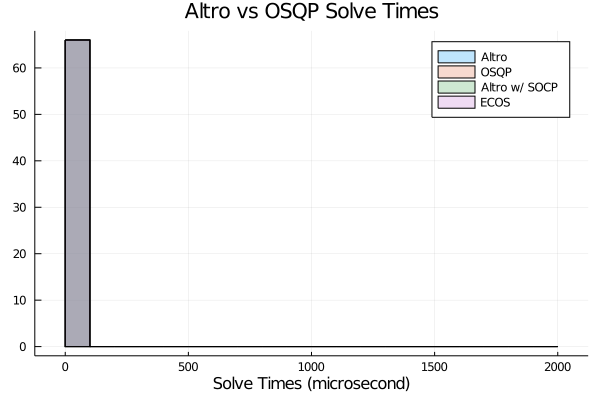 Altro vs OSQP Solve Times
Altro
OSQP
Altro w/ SOCP
ECOS
60
50
40
30
20
10
0
0 500 1000 1500 2000
Solve Times (microsecond)